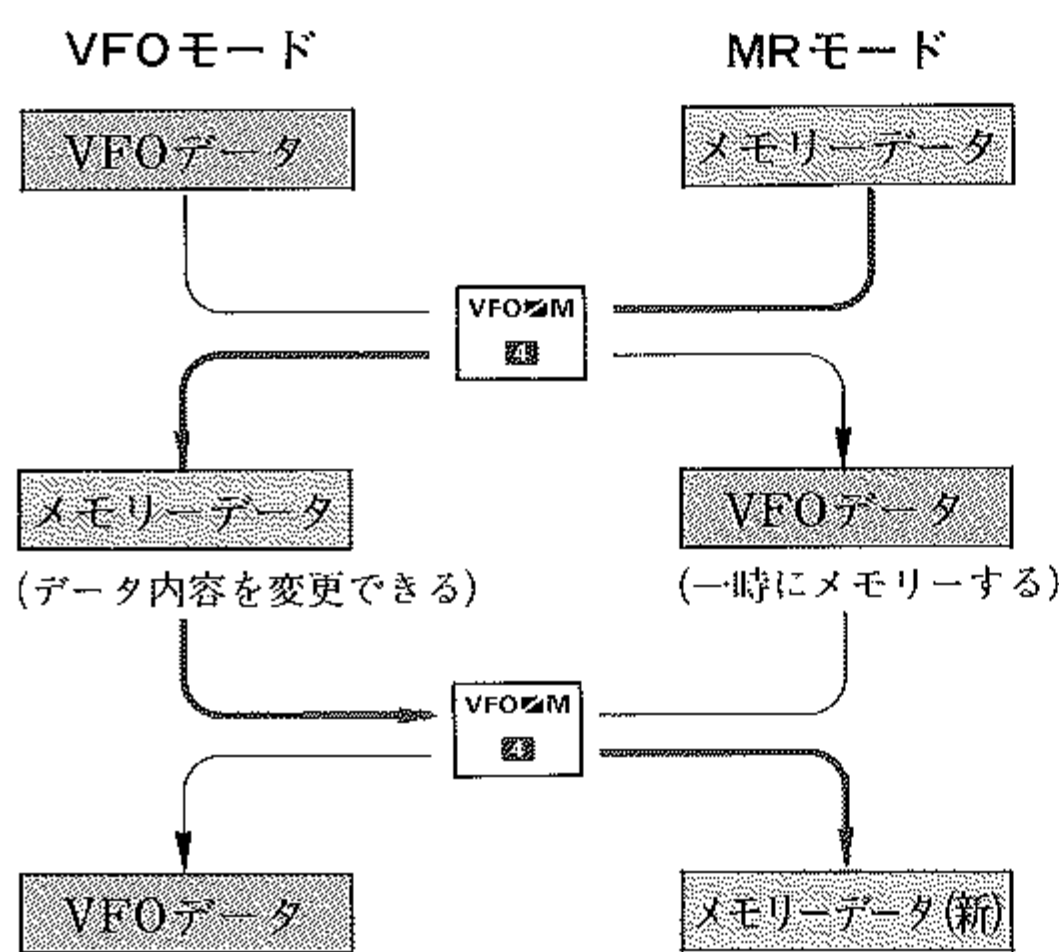 VFOモード
MRモード
VFOデータ
メモリーデータ
VFO M
4
メモリーデータ
VFOデータ
(データ内容を変更できる)
(一時にメモリーする)
VFO M
4
VFOデータ
メモリーデータ(新)